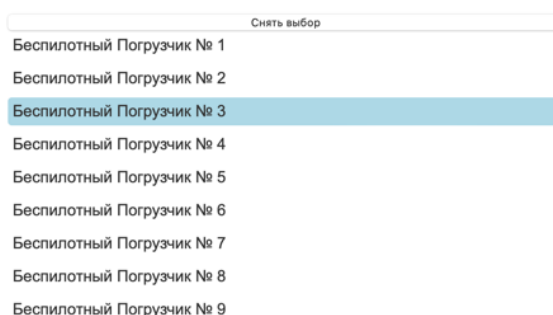 Снять выбор
Беспилотный Погрузчик № 1
Беспилотный Погрузчик № 2
Беспилотный Погрузчик № 3
Беспилотный Погрузчик № 4
Беспилотный Погрузчик № 5
Беспилотный Погрузчик № 6
Беспилотный Погрузчик № 7
Беспилотный Погрузчик № 8
Беспилотный Погрузчик № 9